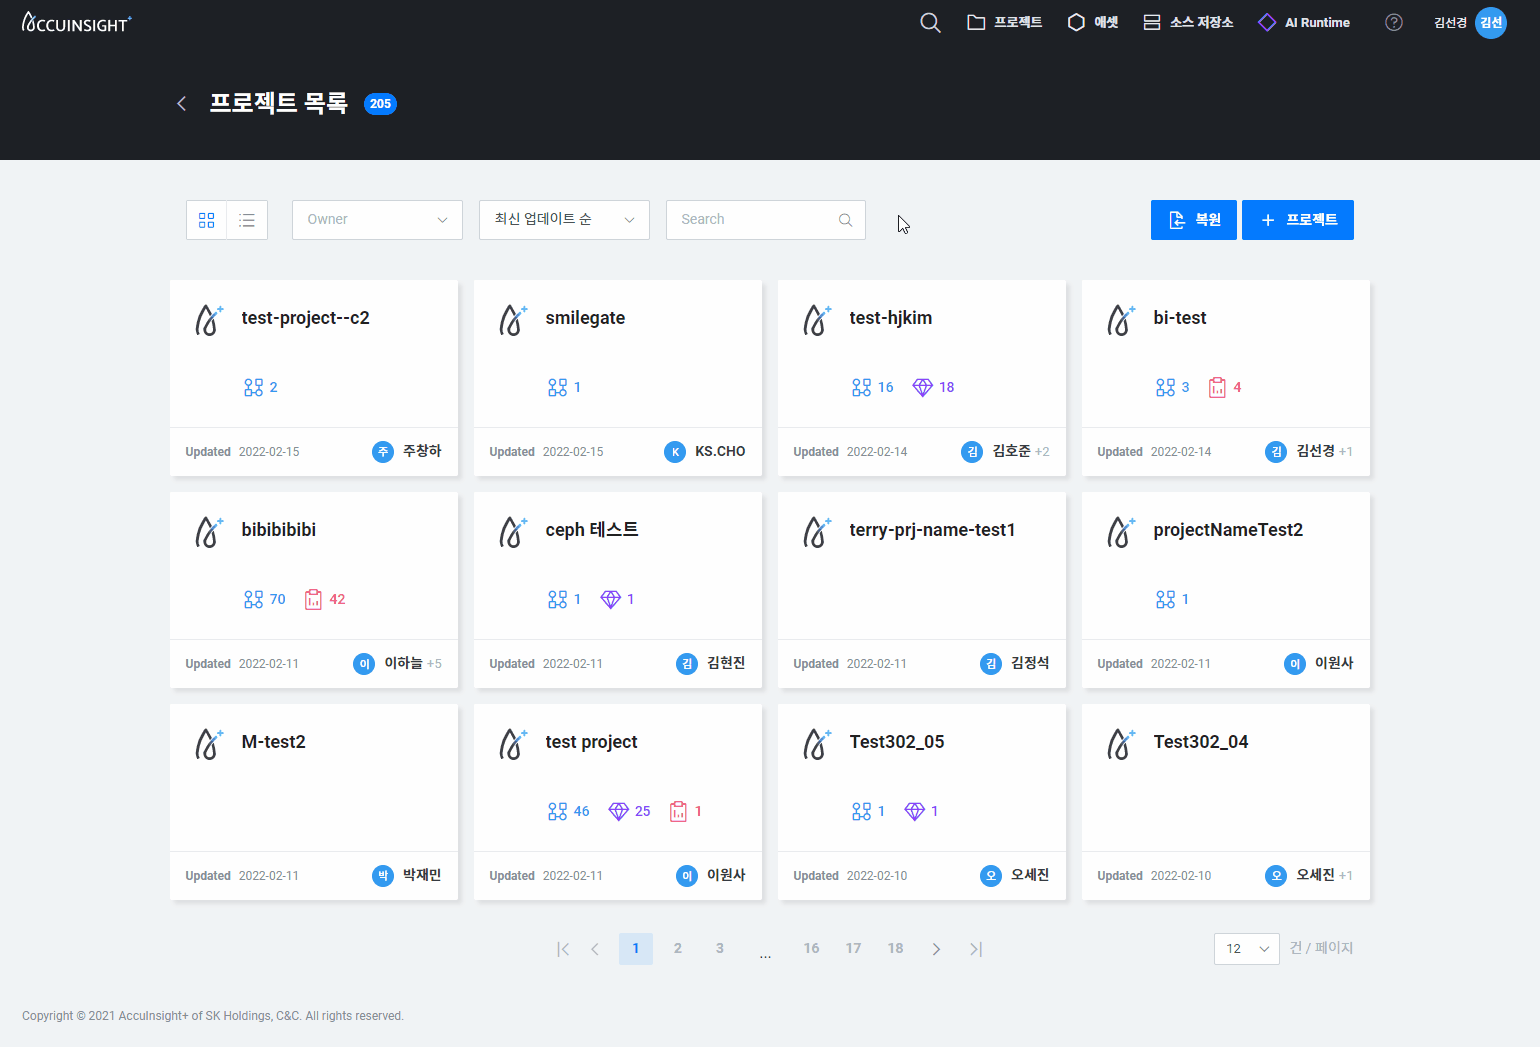 ACCUINSIGHT+
프로젝트
애셋
소스 저장소
AI Runtime
김선경
김선
프로젝트 목록 205
Owner
최신 업데이트 순
Search
복원
+ 프로젝트
test-project--c2
2
Updated 2022-02-15 주 주창하
smilegate
1
Updated 2022-02-15 K KS.CHO
test-hjkim
16 18
Updated 2022-02-14 김 김호준 +2
bi-test
3 4
Updated 2022-02-14 김 김선경 +1
bibibibibi
70 42
Updated 2022-02-11 이 이하늘 +5
ceph 테스트
1 1
Updated 2022-02-11 김 김현진
terry-prj-name-test1
Updated 2022-02-11 김 김정석
projectNameTest2
1
Updated 2022-02-11 이 이원사
M-test2
Updated 2022-02-11 박 박재민
test project
46 25 1
Updated 2022-02-11 이 이원사
Test302_05
1 1
Updated 2022-02-10 오 오세진
Test302_04
Updated 2022-02-10 오 오세진 +1
1 2 3 ... 16 17 18
12 건 / 페이지
Copyright © 2021 AccuInsight+ of SK Holdings, C&C. All rights reserved.